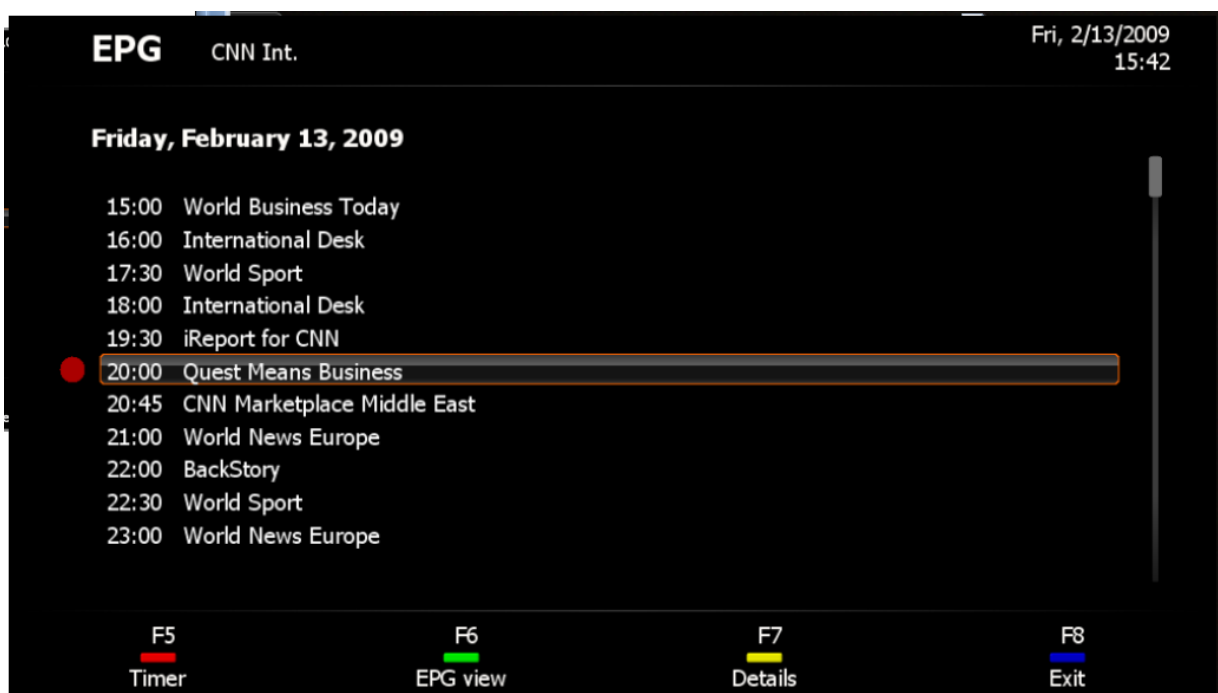 EPG CNN Int. Fri, 2/13/2009
15:42
Friday, February 13, 2009
15:00 World Business Today
16:00 International Desk
17:30 World Sport
18:00 International Desk
19:30 iReport for CNN
20:00 Quest Means Business
20:45 CNN Marketplace Middle East
21:00 World News Europe
22:00 BackStory
22:30 World Sport
23:00 World News Europe
F5 F6 F7 F8
Timer EPG view Details Exit